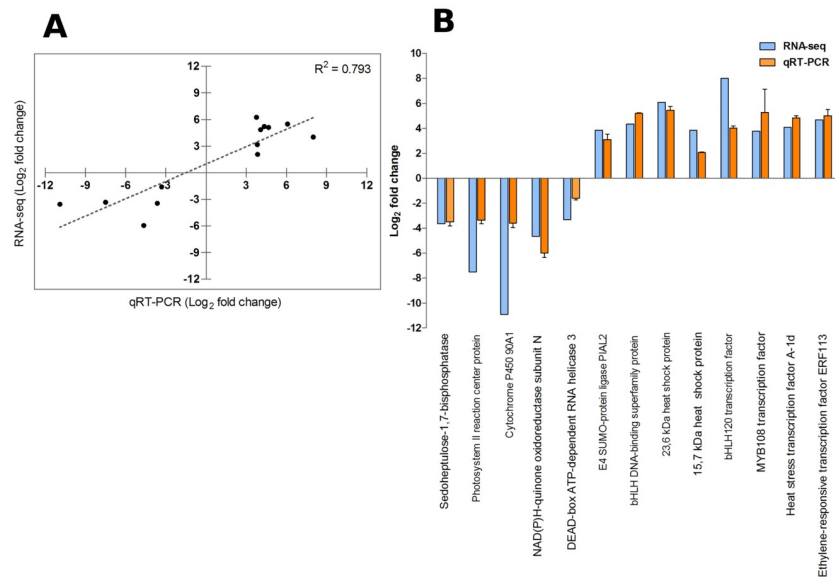 A
R² = 0.793
12
9
6
3
-12 -9 -6 -3 3 6 9 12
-3
-6
-9
-12
RNA-seq (Log₂ fold change)
qRT-PCR (Log₂ fold change)
B
RNA-seq
qRT-PCR
10
8
6
4
2
0
-2
-4
-6
-8
-10
-12
Log₂ fold change
Sedoheptulose-1,7-bisphosphatase
Photosystem II reaction center protein
Cytochrome P450 90A1
NAD(P)H-quinone oxidoreductase subunit N
DEAD-box ATP-dependent RNA helicase 3
E4 SUMO-protein ligase PIAL2
bHLH DNA-binding superfamily protein
23,6 kDa heat shock protein
15,7 kDa heat shock protein
bHLH120 transcription factor
MYB108 transcription factor
Heat stress transcription factor A-1d
Ethylene-responsive transcription factor ERF113